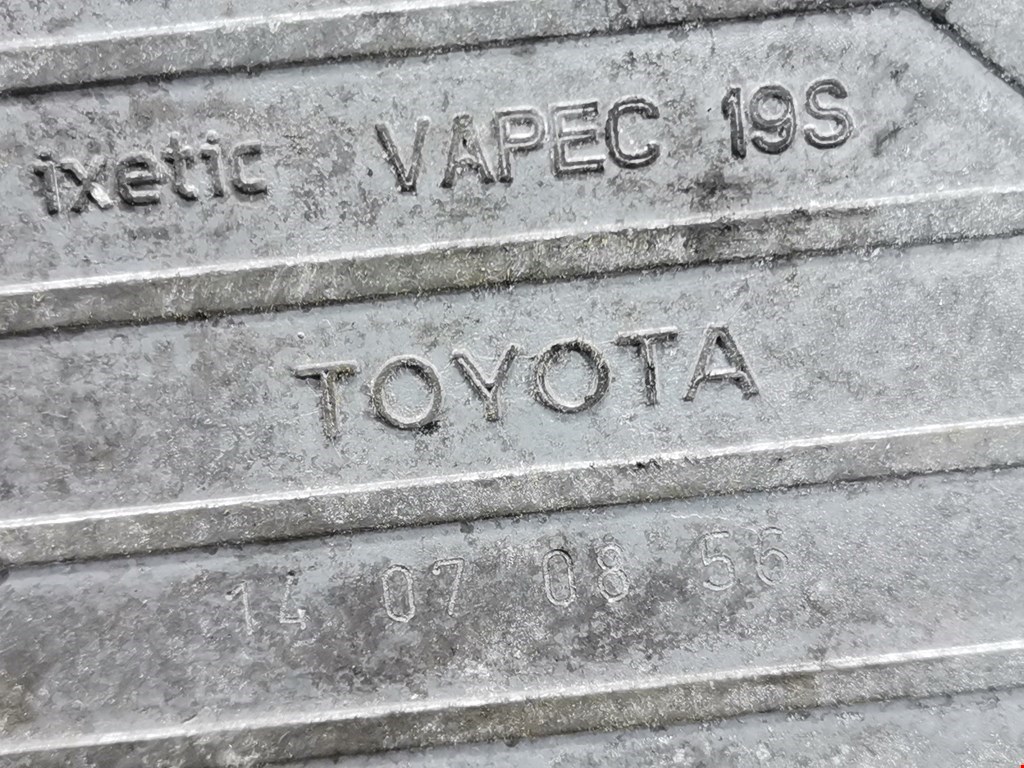 ixetic VAPEC 19S
TOYOTA
14 07 08 56